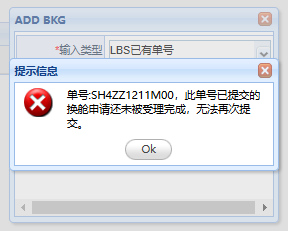 ADD BKG
*输入类型 LBS已有单号
提示信息
单号:SH4ZZ1211M00，此单号已提交的
换舱申请还未被受理完成，无法再次提
交。
Ok